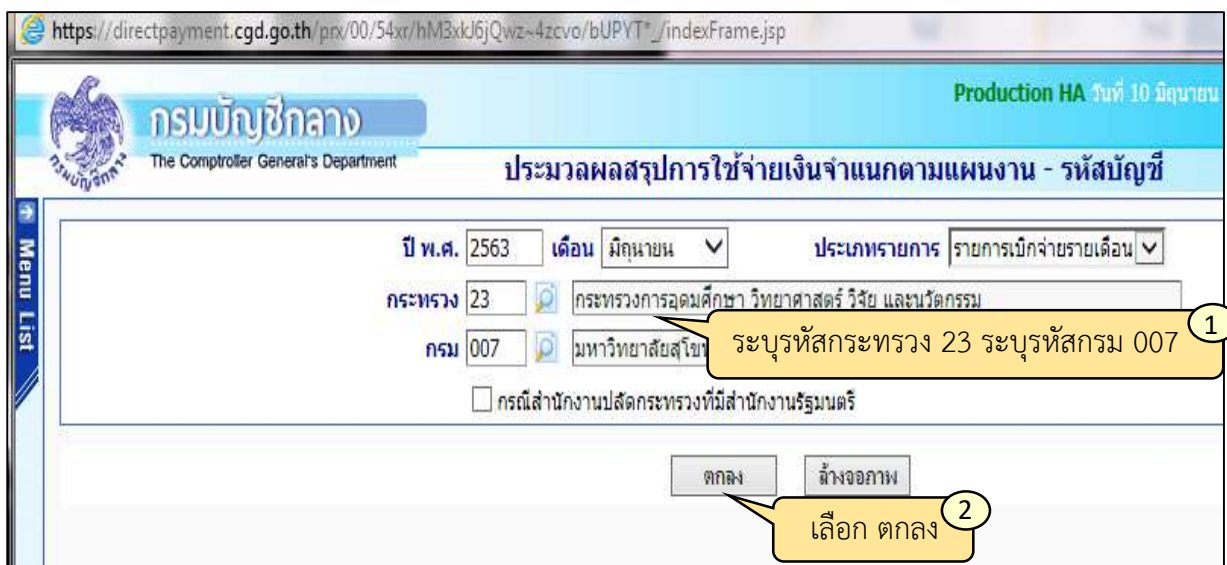 https://directpayment.cgd.go.th/prx/00/54xr/hM3xkJ6jQwz~4zcvo/bUPYT*_/indexFrame.jsp
Production HA วันที่ 10 มิถุนายน
กรมบัญชีกลาง
The Comptroller General's Department
กรมบัญชีกลาง
ประมวลผลสรุปการใช้จ่ายเงินจำแนกตามแผนงาน - รหัสบัญชี
Menu List
ปี พ.ศ. 2563 เดือน มิถุนายน ประเภทรายการ รายการเบิกจ่ายรายเดือน
กระทรวง 23 กระทรวงการอุดมศึกษา วิทยาศาสตร์ วิจัย และนวัตกรรม
1
ระบุรหัสกระทรวง 23 ระบุรหัสกรม 007
กรม 007 มหาวิทยาลัยสุโข
กรณีสำนักงานปลัดกระทรวงที่มีสำนักงานรัฐมนตรี
ตกลง ล้างจอภาพ
2
เลือก ตกลง